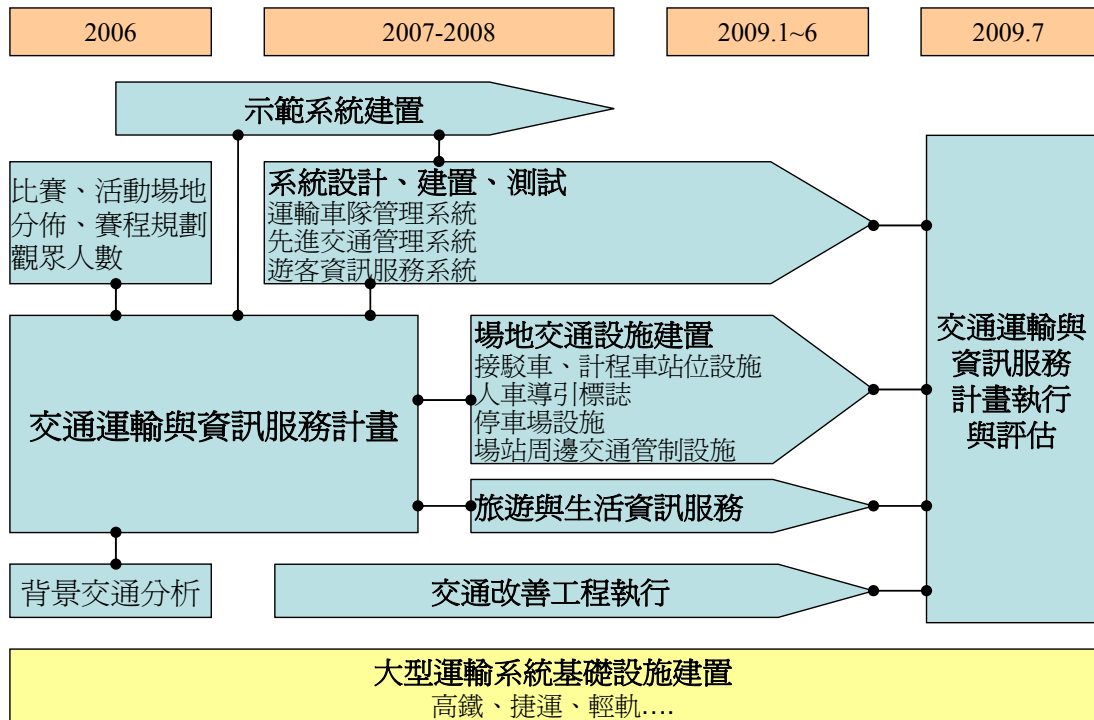 2006
2007-2008
2009.1~6
2009.7
示範系統建置
比賽、活動場地
分佈、賽程規劃
觀眾人數
系統設計、建置、測試
運輸車隊管理系統
先進交通管理系統
遊客資訊服務系統
交通運輸與資訊服務計畫
場地交通設施建置
接駁車、計程車站位設施
人車導引標誌
停車場設施
場站周邊交通管制設施
旅遊與生活資訊服務
背景交通分析
交通改善工程執行
交通運輸與
資訊服務
計畫執行
與評估
大型運輸系統基礎設施建置
高鐵、捷運、輕軌....